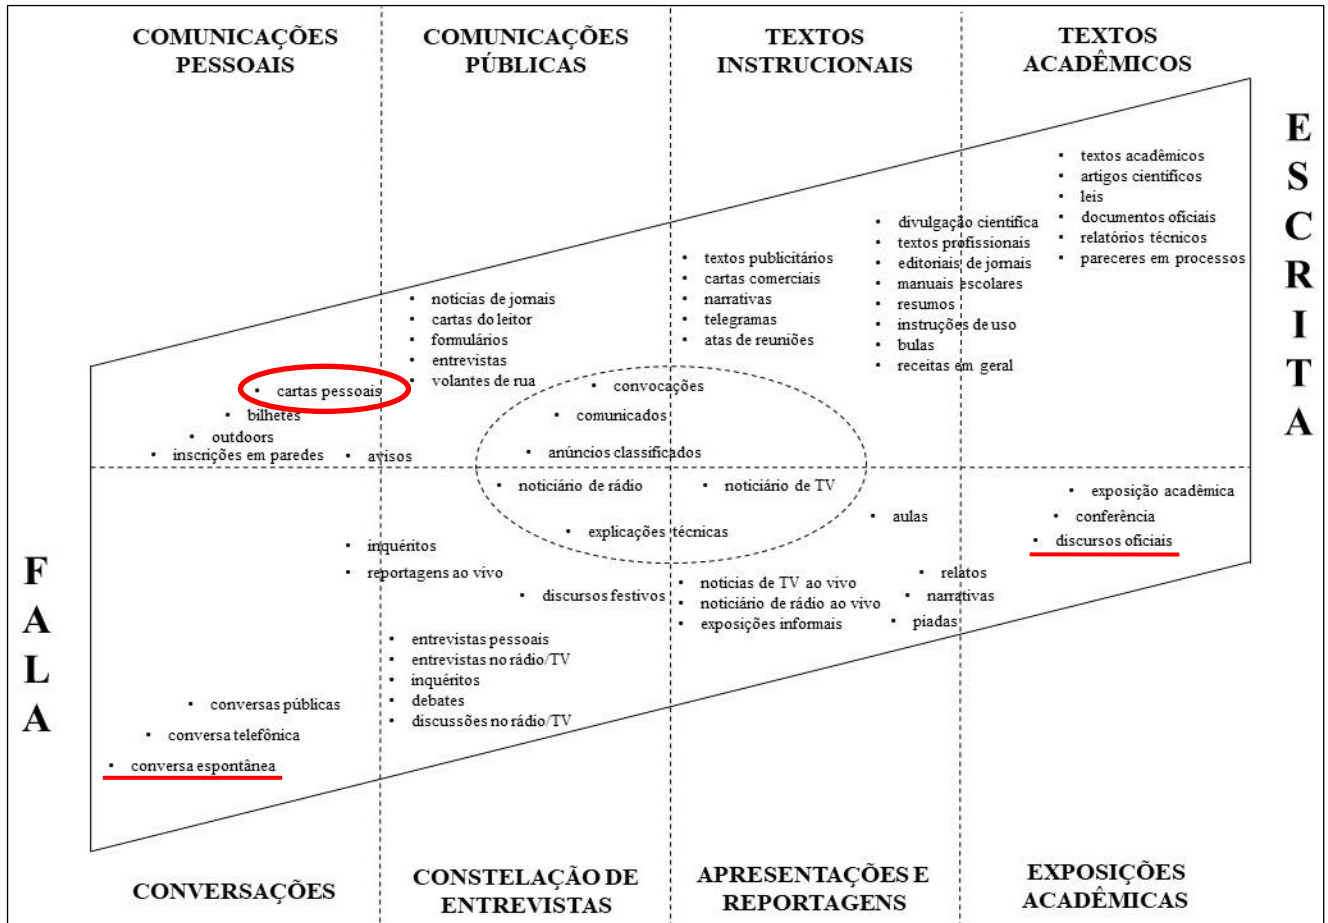 COMUNICAÇÕES
PESSOAIS
COMUNICAÇÕES
PÚBLICAS
TEXTOS
INSTRUCIONAIS
TEXTOS
ACADÊMICOS
ESCRITA
▪ textos acadêmicos
▪ artigos científicos
▪ leis
▪ documentos oficiais
▪ relatórios técnicos
▪ pareceres em processos
▪ divulgação científica
▪ textos profissionais
▪ editoriais de jornais
▪ manuais escolares
▪ resumos
▪ instruções de uso
▪ bulas
▪ receitas em geral
▪ textos publicitários
▪ cartas comerciais
▪ narrativas
▪ telegramas
▪ atas de reuniões
▪ notícias de jornais
▪ cartas do leitor
▪ formulários
▪ entrevistas
▪ volantes de rua
▪ cartas pessoais
▪ bilhetes
▪ outdoors
▪ inscrições em paredes
▪ avisos
▪ convocações
▪ comunicados
▪ anúncios classificados
▪ noticiário de rádio
▪ noticiário de TV
▪ explicações técnicas
▪ aulas
▪ exposição acadêmica
▪ conferência
▪ discursos oficiais
FALA
▪ inquéritos
▪ reportagens ao vivo
▪ discursos festivos
▪ notícias de TV ao vivo
▪ noticiário de rádio ao vivo
▪ exposições informais
▪ relatos
▪ narrativas
▪ piadas
▪ entrevistas pessoais
▪ entrevistas no rádio/TV
▪ inquéritos
▪ debates
▪ discussões no rádio/TV
▪ conversas públicas
▪ conversa telefônica
▪ conversa espontânea
CONVERSAÇÕES
CONSTELAÇÃO DE
ENTREVISTAS
APRESENTAÇÕES E
REPORTAGENS
EXPOSIÇÕES
ACADÊMICAS